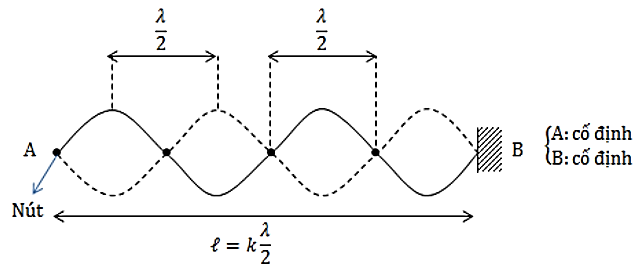 λ/2 λ/2
A B
{A: cố định
{B: cố định
Nút
ℓ = k λ/2